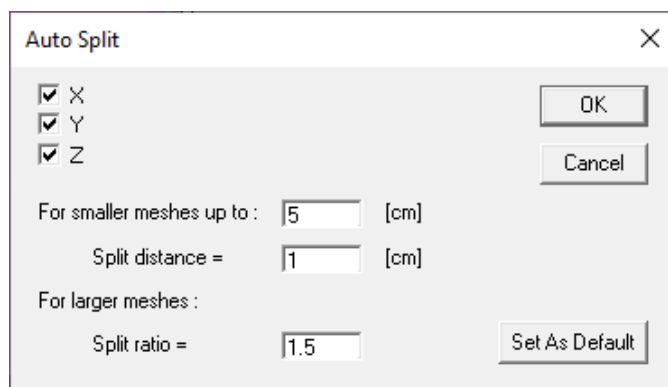 Auto Split
X
Y
Z
OK
Cancel
For smaller meshes up to : 5 [cm]
Split distance = 1 [cm]
For larger meshes :
Split ratio = 1.5
Set As Default